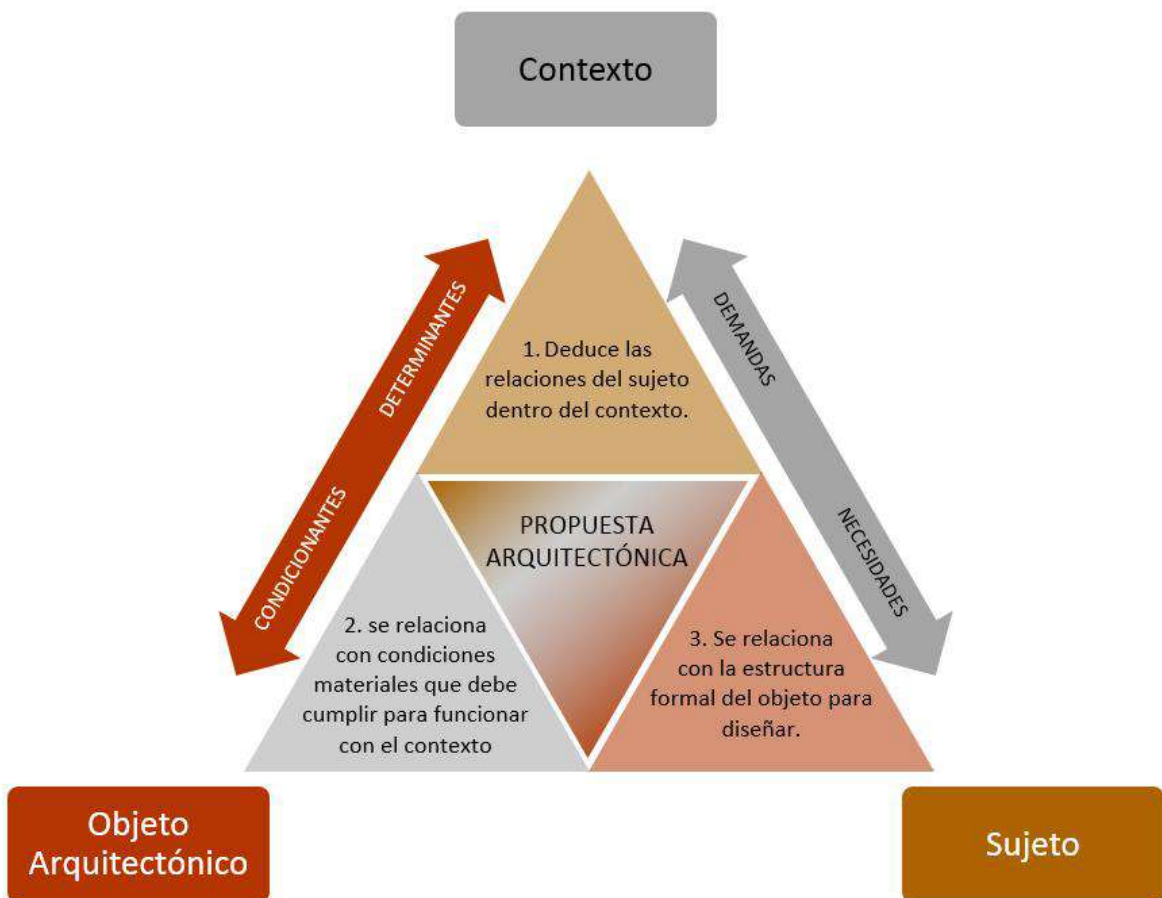 Contexto
DETERMINANTES
CONDICIONANTES
DEMANDAS
NECESIDADES
1. Deduce las
relaciones del sujeto
dentro del contexto.
PROPUESTA
ARQUITECTÓNICA
2. se relaciona
con condiciones
materiales que debe
cumplir para funcionar
con el contexto
3. Se relaciona
con la estructura
formal del objeto para
diseñar.
Objeto
Arquitectónico
Sujeto